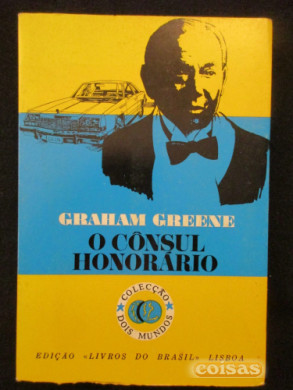 GRAHAM GREENE
O CÔNSUL
HONORÁRIO
COLECÇÃO
DOIS MUNDOS
EDIÇÃO «LIVROS DO BRASIL» LISBOA
coisas